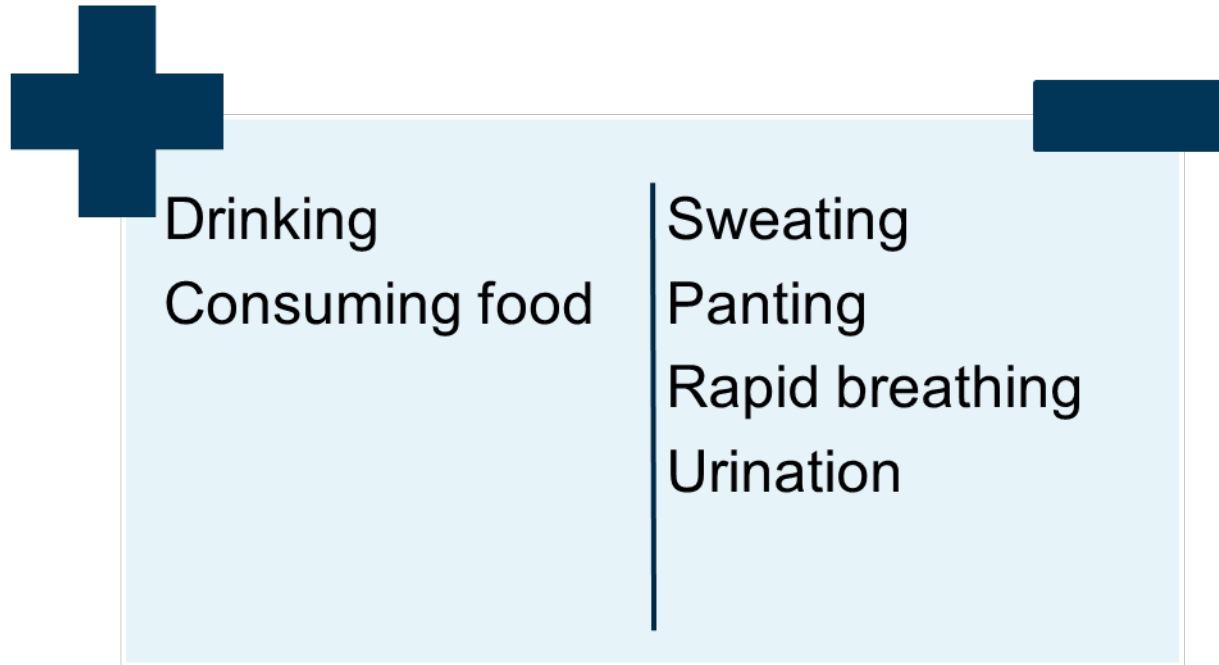 Drinking
Consuming food
Sweating
Panting
Rapid breathing
Urination